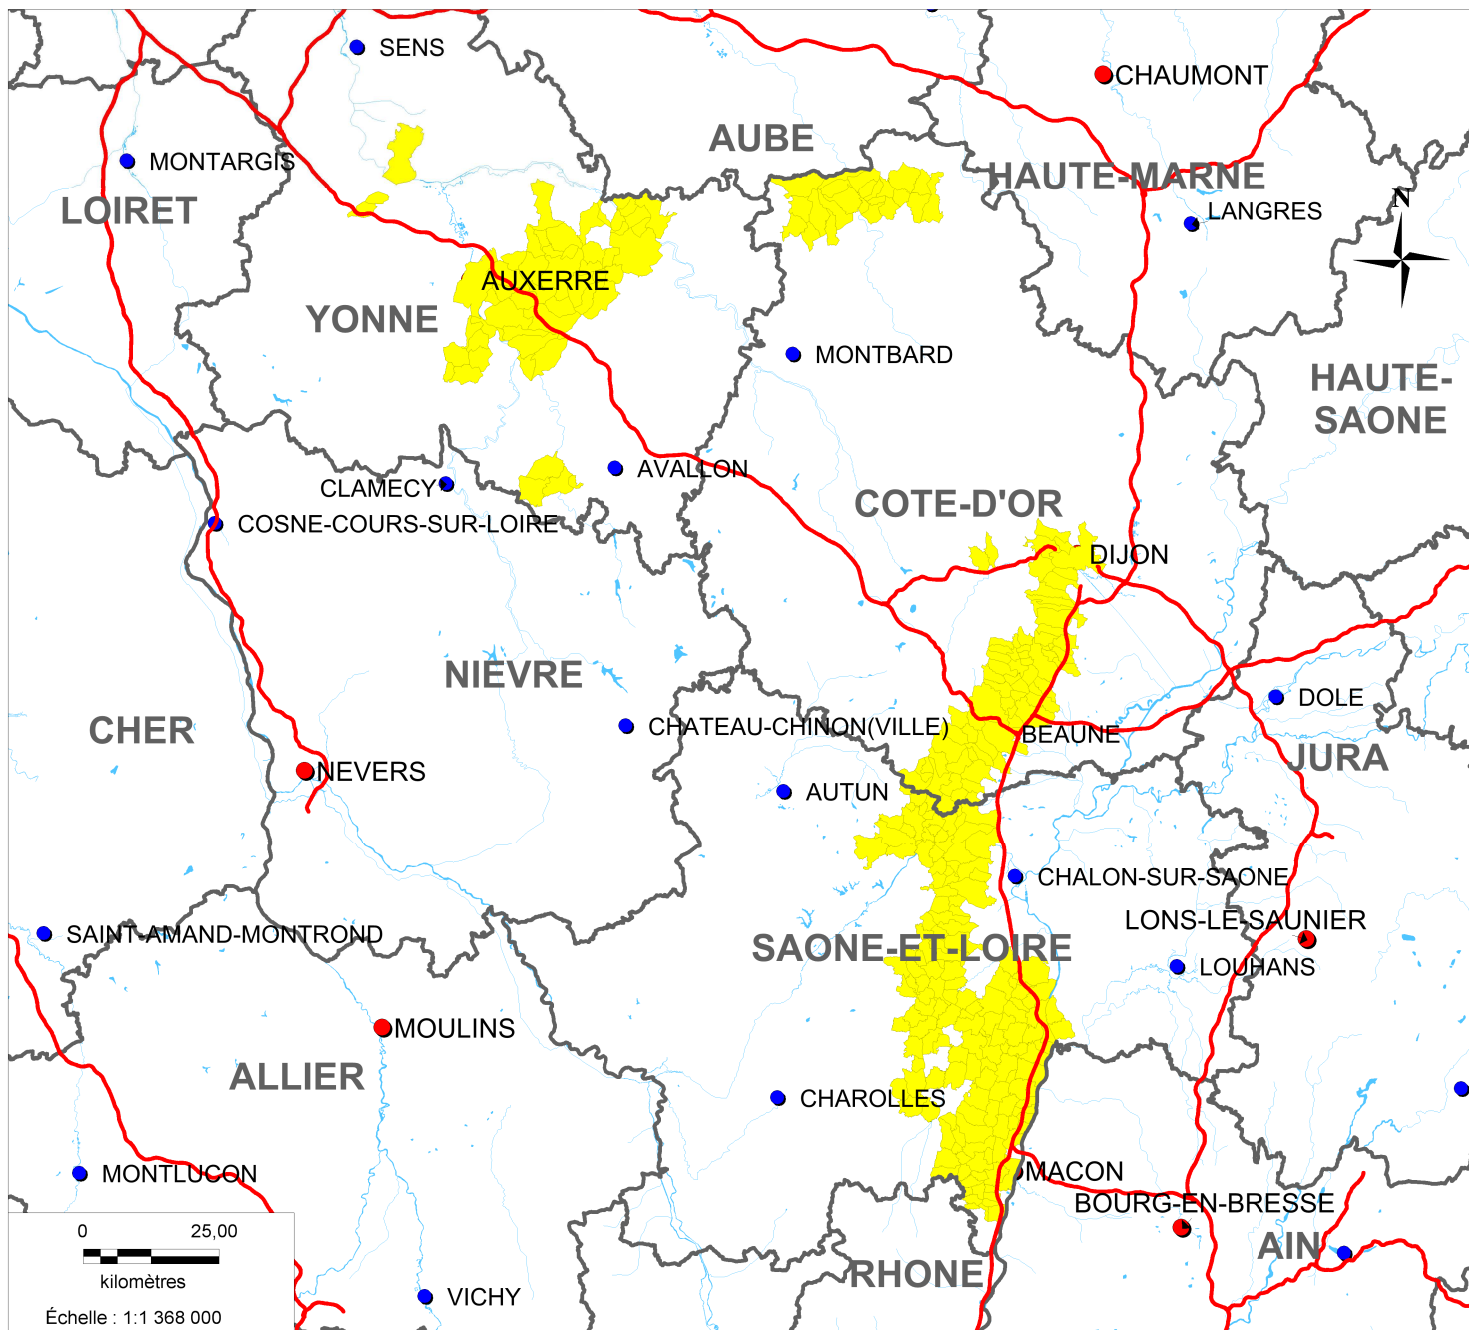 SENS
CHAUMONT
AUBE
MONTARGIS
HAUTE-MARNE
N
LOIRET
LANGRES
AUXERRE
YONNE
MONTBARD
HAUTE-
SAONE
AVALLON
CLAMECY
COTE-D'OR
COSNE-COURS-SUR-LOIRE
DIJON
NIEVRE
DOLE
CHER
CHATEAU-CHINON(VILLE)
BEAUNE
JURA
NEVERS
AUTUN
CHALON-SUR-SAONE
LONS-LE-SAUNIER
SAINT-AMAND-MONTROND
SAONE-ET-LOIRE
LOUHANS
MOULINS
ALLIER
CHAROLLES
MONTLUCON
MACON
BOURG-EN-BRESSE
0 25,00
AIN
kilomètres
RHONE
VICHY
Échelle : 1:1 368 000